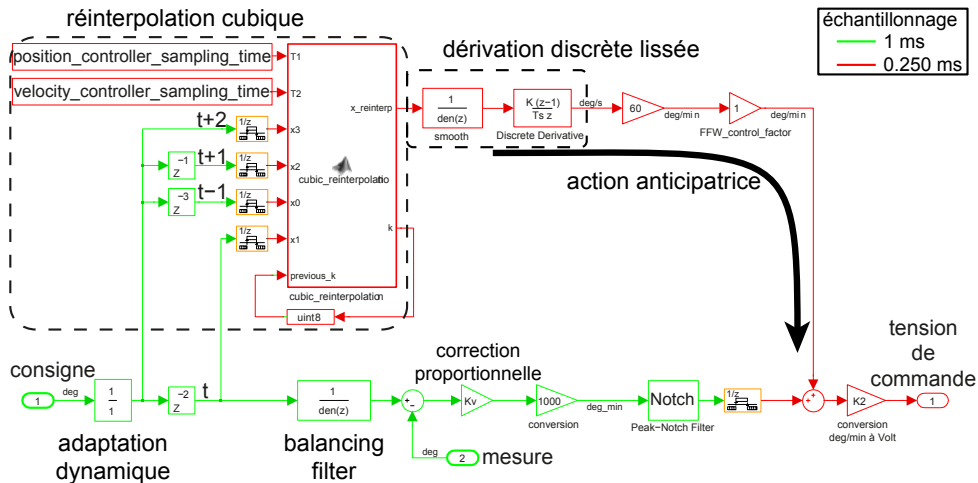 réinterpolation cubique
échantillonnage
1 ms
0.250 ms
position_controller_sampling_time
velocity_controller_sampling_time
T1
T2
x3
x2
x0
x1
previous_k
x_reinterp
k
cubic_reinterpolatio n
cubic_reinterpolation
uint8
t+2
t+1
t−1
1/z
1/z
1/z
1/z
−1
Z
−3
Z
dérivation discrète lissée
1
den(z)
smooth
K (z−1)
Ts z
Discrete Derivative
deg/s
60
deg/mi n
1
deg/mi n
FFW_control_factor
action anticipatrice
consigne
1
deg
1
1
adaptation
dynamique
−2
Z
t
1
den(z)
balancing
filter
+
−
deg
2
mesure
correction
proportionnelle
Kv
1000
conversion
deg_min
Notch
Peak−Notch Filter
1/z
+
+
K2
conversion
deg/min à Volt
tension
de
commande
1